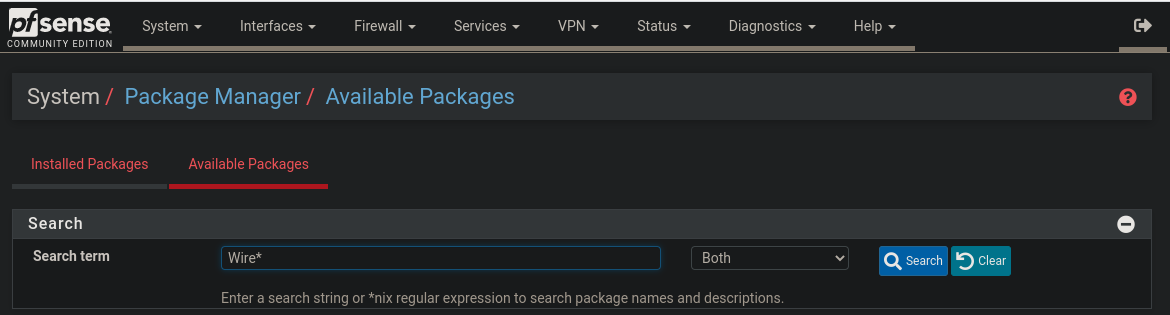 pfsense
COMMUNITY EDITION
System Interfaces Firewall Services VPN Status Diagnostics Help
System / Package Manager / Available Packages
Installed Packages Available Packages
Search
Search term Wire* Both Search Clear
Enter a search string or *nix regular expression to search package names and descriptions.